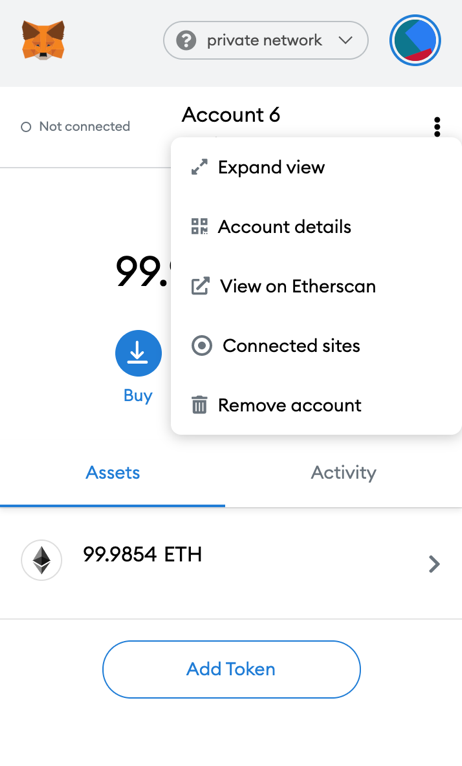 private network
Account 6
Not connected
Expand view
Account details
99.
View on Etherscan
Connected sites
Buy
Remove account
Assets
Activity
99.9854 ETH
Add Token